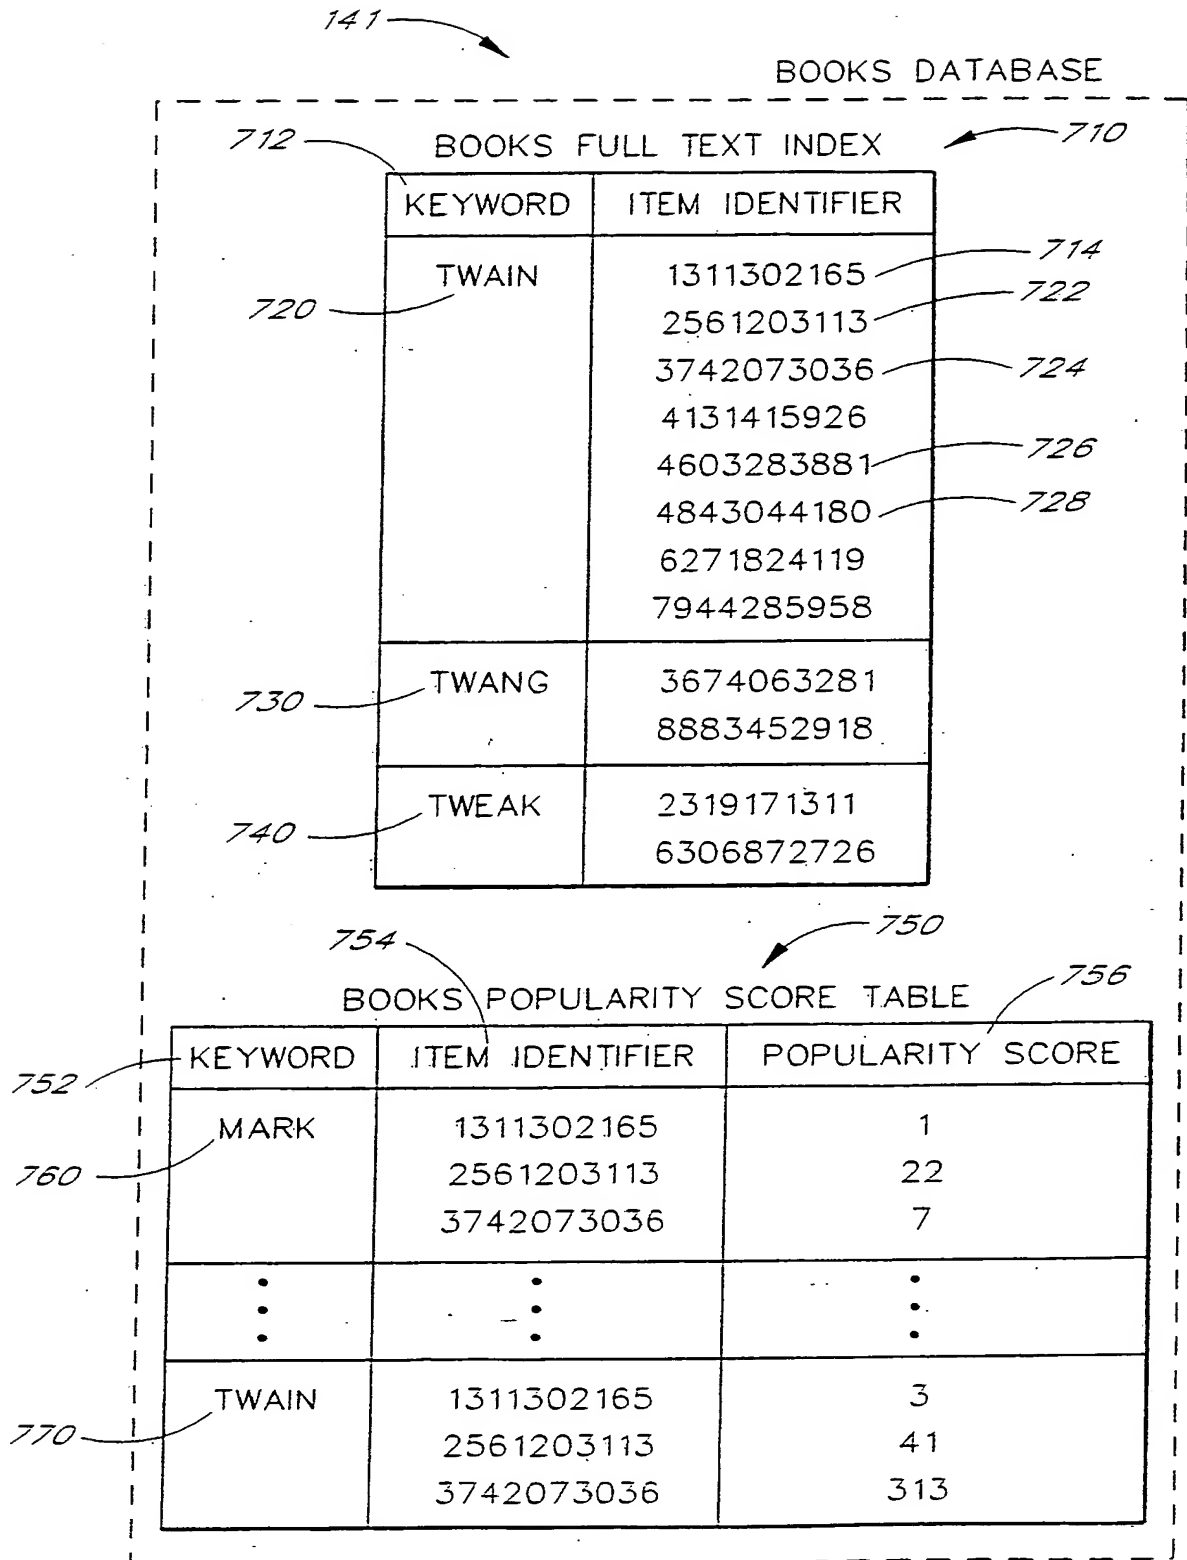 141
BOOKS DATABASE
712 BOOKS FULL TEXT INDEX 710
KEYWORD ITEM IDENTIFIER
TWAIN 1311302165 714
720 2561203113 722
3742073036 724
4131415926
4603283881 726
4843044180 728
6271824119
7944285958
730 TWANG 3674063281
8883452918
740 TWEAK 2319171311
6306872726
754 750
BOOKS POPULARITY SCORE TABLE 756
752 KEYWORD ITEM IDENTIFIER POPULARITY SCORE
MARK 1311302165 1
760 2561203113 22
3742073036 7
TWAIN 1311302165 3
770 2561203113 41
3742073036 313